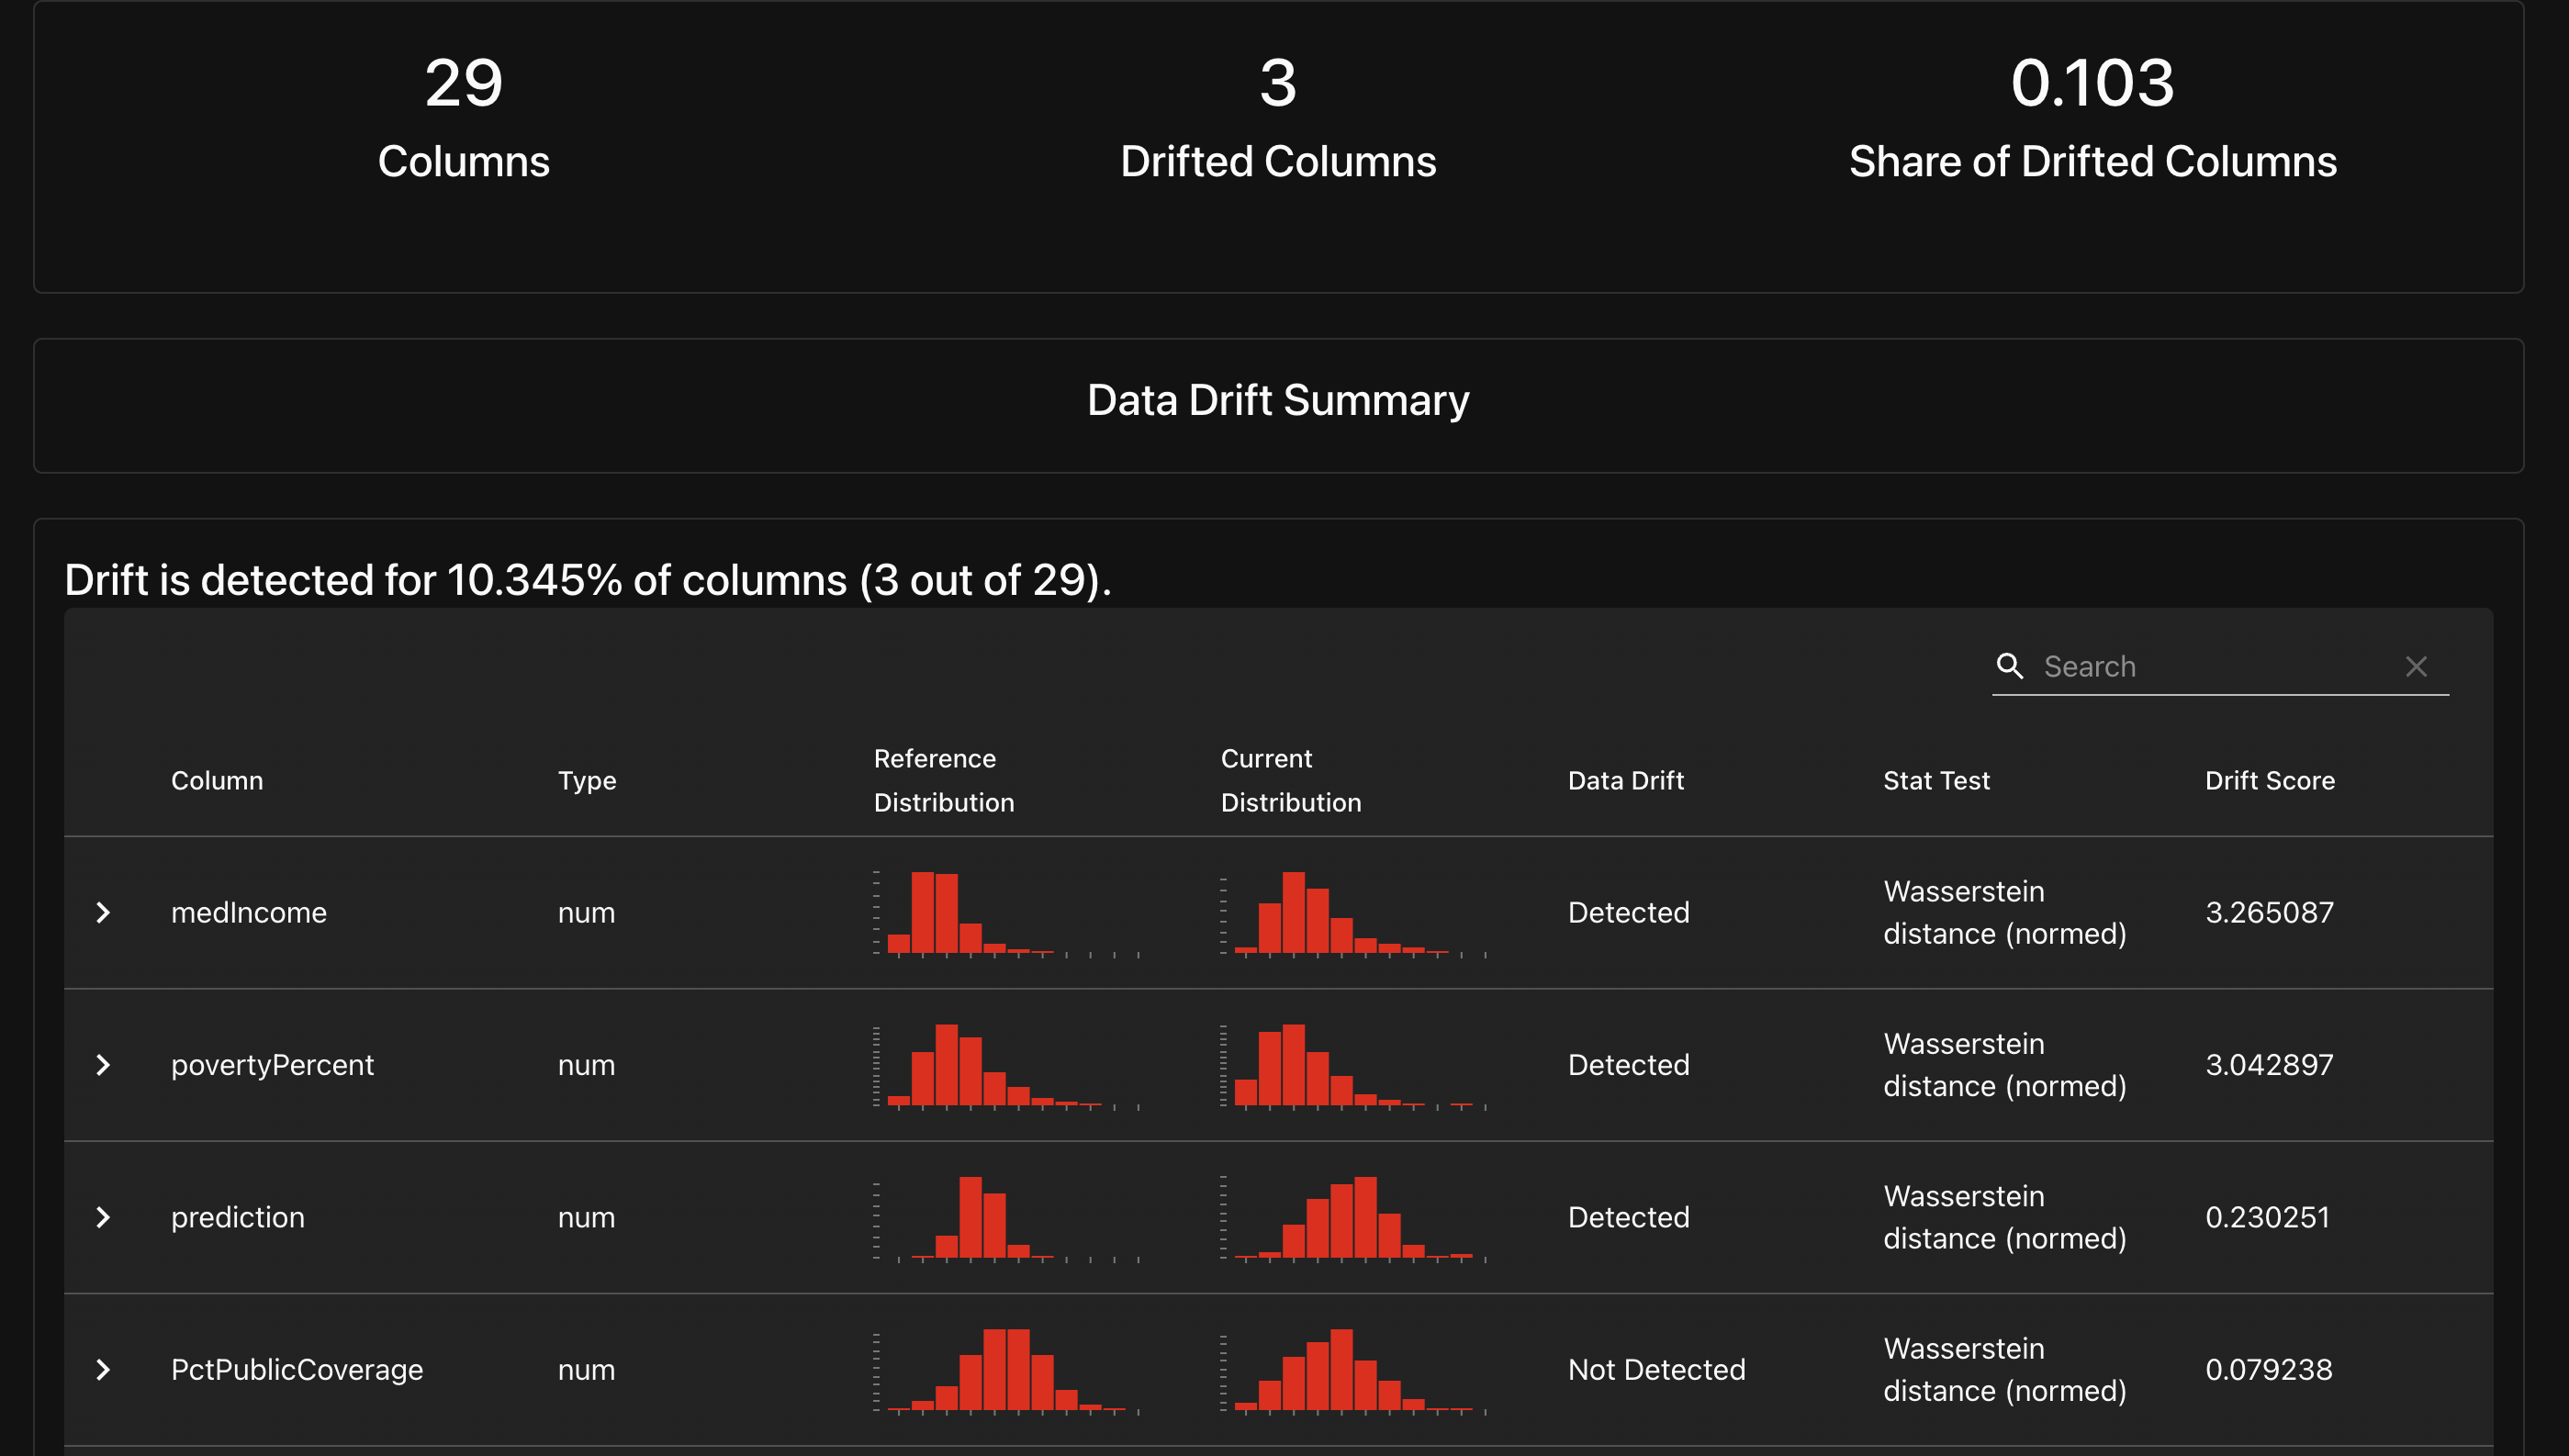 29
Columns
3
Drifted Columns
0.103
Share of Drifted Columns
Data Drift Summary
Drift is detected for 10.345% of columns (3 out of 29).
Search
Column
Type
Reference
Distribution
Current
Distribution
Data Drift
Stat Test
Drift Score
medIncome
num
Detected
Wasserstein
distance (normed)
3.265087
povertyPercent
num
Detected
Wasserstein
distance (normed)
3.042897
prediction
num
Detected
Wasserstein
distance (normed)
0.230251
PctPublicCoverage
num
Not Detected
Wasserstein
distance (normed)
0.079238